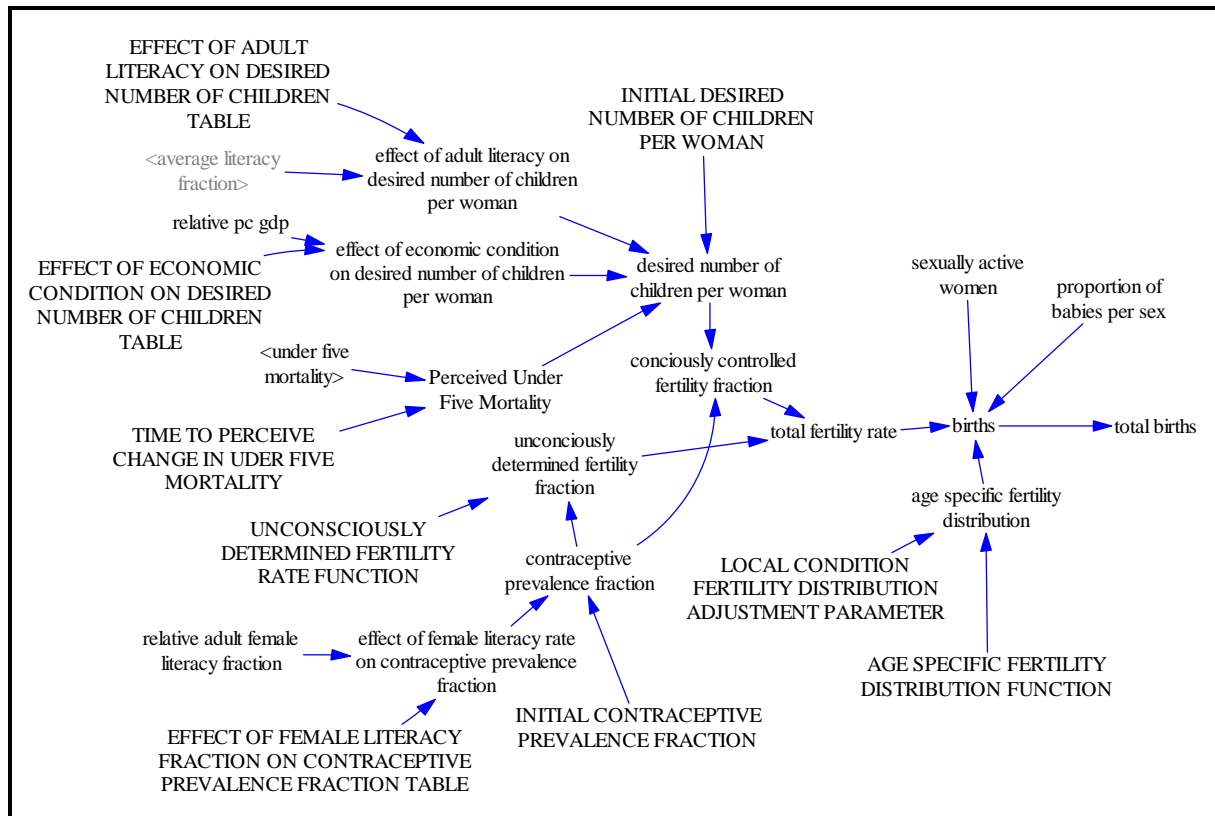 EFFECT OF ADULT
LITERACY ON DESIRED
NUMBER OF CHILDREN
TABLE
INITIAL DESIRED
NUMBER OF CHILDREN
PER WOMAN
<average literacy
fraction>
effect of adult literacy on
desired number of children
per woman
relative pc gdp
effect of economic condition
on desired number of children
per woman
EFFECT OF ECONOMIC
CONDITION ON DESIRED
NUMBER OF CHILDREN
TABLE
desired number of
children per woman
sexually active
women
proportion of
babies per sex
<under five
mortality>
Perceived Under
Five Mortality
conciously controlled
fertility fraction
TIME TO PERCEIVE
CHANGE IN UDER FIVE
MORTALITY
unconciously
determined fertility
fraction
total fertility rate
births
total births
age specific fertility
distribution
UNCONSCIOUSLY
DETERMINED FERTILITY
RATE FUNCTION
contraceptive
prevalence fraction
LOCAL CONDITION
FERTILITY DISTRIBUTION
ADJUSTMENT PARAMETER
relative adult female
literacy fraction
effect of female literacy rate
on contraceptive prevalence
fraction
AGE SPECIFIC FERTILITY
DISTRIBUTION FUNCTION
INITIAL CONTRACEPTIVE
PREVALENCE FRACTION
EFFECT OF FEMALE LITERACY
FRACTION ON CONTRACEPTIVE
PREVALENCE FRACTION TABLE